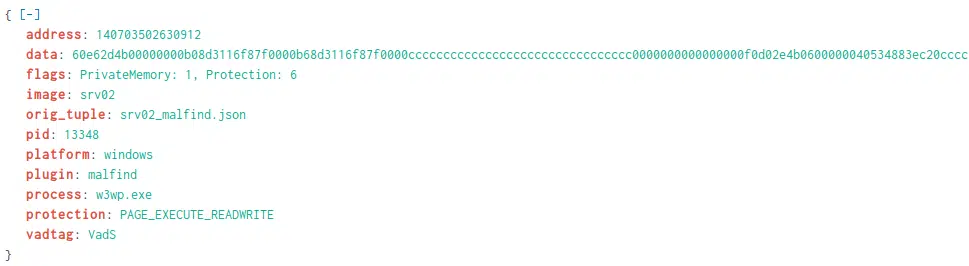 { [-]
address: 140703502630912
data: 60e62d4b00000000b08d3116f87f0000b68d3116f87f0000cccccccccccccccccccccccccccccccc0000000000000000f0d02e4b0600000040534883ec20cccc
flags: PrivateMemory: 1, Protection: 6
image: srv02
orig_tuple: srv02_malfind.json
pid: 13348
platform: windows
plugin: malfind
process: w3wp.exe
protection: PAGE_EXECUTE_READWRITE
vadtag: VadS
}